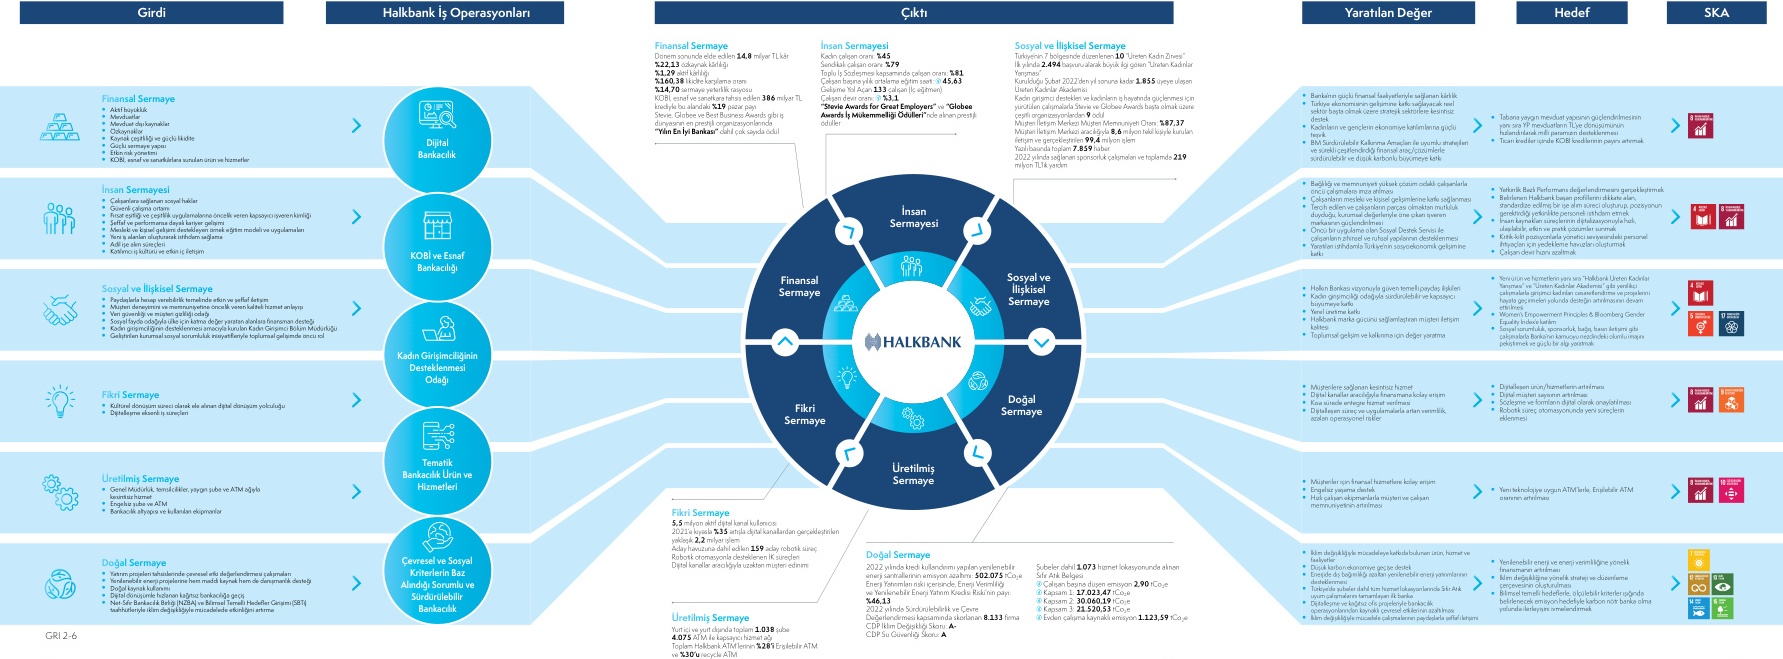 Girdi
Halkbank İş Operasyonları
Çıktı
Yaratılan Değer
Hedef
SKA
Finansal Sermaye
Aktif büyüklük
Mevduatlar
Mevduat dışı kaynaklar
Özkaynaklar
Kaynak çeşitliliği ve güçlü likidite
Güçlü sermaye yapısı
Etkin risk yönetimi
KOBİ, esnaf ve sanatkârlara sunulan ürün ve hizmetler
İnsan Sermayesi
Çalışanlara sağlanan sosyal haklar
Güvenli çalışma ortamı
Fırsat eşitliği ve çeşitlilik uygulamalarına öncelik veren kapsayıcı işveren kimliği
Şeffaf ve performansa dayalı kariyer gelişimi
Mesleki ve kişisel gelişimi destekleyen örnek eğitim modeli ve uygulamaları
Yeni iş alanları oluşturarak istihdam sağlama
Adil işe alım süreçleri
Katılımcı iş kültürü ve etkin iç iletişim
Sosyal ve İlişkisel Sermaye
Paydaşlarla hesap verebilirlik temelinde etkin ve şeffaf iletişim
Müşteri deneyimini ve memnuniyetine öncelik veren kaliteli hizmet anlayışı
Veri güvenliği ve müşteri gizliliği odağı
Sosyal fayda odağıyla ülke için katma değer yaratan alanlara finansman desteği
Kadın girişimciliğinin desteklenmesi amacıyla kurulan Kadın Girişimci Bölüm Müdürlüğü
Geliştirilen kurumsal sosyal sorumluluk inisiyatifleriyle toplumsal gelişimde öncü rol
Fikri Sermaye
Kültürel dönüşüm süreci olarak ele alınan dijital dönüşüm yolculuğu
Dijitalleşme eksenli iş süreçleri
Üretilmiş Sermaye
Genel Müdürlük, temsilcilikler, yaygın şube ve ATM ağıyla
kesintisiz hizmet
Engelsiz şube ve ATM
Bankacılık altyapısı ve kullanılan ekipmanlar
Doğal Sermaye
Yatırım projeleri tahsislerinde çevresel etki değerlendirmesi çalışmaları
Yenilenebilir enerji projelerine hem maddi kaynak hem de danışmanlık desteği
Doğal kaynak kullanımı
Dijital dönüşümle hızlanan kağıtsız bankacılığa geçiş
Net-Sıfır Bankacılık Birliği (NZBA) ve Bilimsel Temelli Hedefler Girişimi (SBTi)
taahhütleriyle iklim değişikliğiyle mücadelede etkinliğini artırma
GRI 2-6
Dijital
Bankacılık
KOBİ ve Esnaf
Bankacılığı
Kadın Girişimciliğinin
Desteklenmesi
Odağı
Tematik
Bankacılık Ürün ve
Hizmetleri
Çevresel ve Sosyal
Kriterlerin Baz
Alındığı Sorumlu ve
Sürdürülebilir
Bankacılık
Finansal Sermaye
Dönem sonunda elde edilen 14,8 milyar TL kâr
%22,13 özkaynak kârlılığı
%1,29 aktif kârlılığı
%160,38 likidite karşılama oranı
%14,70 sermaye yeterlilik rasyosu
KOBİ, esnaf ve sanatkara tahsis edilen 386 milyar TL
krediyle bu alandaki %19 pazar payı
Stevie, Globee ve Best Business Awards gibi iş
dünyasının en prestijli organizasyonlarında
"Yılın En İyi Bankası" dahil çok sayıda ödül
İnsan Sermayesi
Kadın çalışan oranı: %45
Sendikalı çalışan oranı: %79
Toplu İş Sözleşmesi kapsamında çalışan oranı: %81
Çalışan başına yıllık ortalama eğitim saati: 45,63
Gelişime Yol Açan 133 çalışan (iç eğitmen)
Çalışan devir oranı: %3,1
"Stevie Awards for Great Employers" ve "Globee
Awards İş Mükemmelliği Ödülleri"nde alınan prestijli
ödüller
Sosyal ve İlişkisel Sermaye
Türkiye'nin 7 bölgesinde düzenlenen 10 "Üreten Kadın Zirvesi"
İlk yılında 2.494 başvuru alarak büyük ilgi gören "Üreten Kadınlar
Yarışması"
Kurulduğu Şubat 2022'den yıl sonuna kadar 1.855 üyeye ulaşan
Üreten Kadınlar Akademisi
Kadın girişimci destekleri ve kadınların iş hayatında güçlenmesi için
yürütülen çalışmalarla Stevie ve Globee Awards başta olmak üzere
çeşitli organizasyonlardan 9 ödül
Müşteri İletişim Merkezi Müşteri Memnuniyeti Oranı: %87,37
Müşteri İletişim Merkezi aracılığıyla 8,6 milyon tekil kişiyle kurulan
iletişim ve gerçekleştirilen 99,4 milyon işlem
Yazılı basında toplam 7.859 haber
2022 yılında sağlanan sponsorluk çalışmaları ve toplamda 219
milyon TL'lik yardım
İnsan
Sermayesi
Finansal
Sermaye
Sosyal ve
İlişkisel
Sermaye
HALKBANK
Fikri
Sermaye
Doğal
Sermaye
Üretilmiş
Sermaye
Fikri Sermaye
5,5 milyon aktif dijital kanal kullanıcısı
2021'e kıyasla %35 artışla dijital kanallardan gerçekleştirilen
yaklaşık 2,2 milyar işlem
Aday havuzuna dahil edilen 159 aday robotik süreç
Robotik otomasyonla desteklenen IK süreçleri
Dijital kanallar aracılığıyla uzaktan müşteri edinimi
Üretilmiş Sermaye
Yurt içi ve yurt dışında toplam 1.038 şube
4.075 ATM ile kapsayıcı hizmet ağı
Toplam Halkbank ATM'lerinin %28'i Erişilebilir ATM
ve %30'u recycle ATM
Doğal Sermaye
2022 yılında kredi kullandırımı yapılan yenilebilir
enerji santrallerinin emisyon azaltımı: 502.075 tCo₂e
Enerji Yatırımları riski içerisinde, Enerji Verimliliği
ve Yenilenebilir Enerji Yatırım Kredisi Riski'nin payı:
%46,13
2022 yılında Sürdürülebilirlik ve Çevre
Değerlendirmesi kapsamında skorlanan 8.133 firma
CDP İklim Değişikliği Skoru: A-
CDP Su Güvenliği Skoru: A
Şubeler dahil 1.073 hizmet lokasyonunda alınan
Sıfır Atık Belgesi
Çalışan başına düşen emisyon 2,90 tCo₂e
Kapsam 1: 17.023,47 tCo₂e
Kapsam 2: 30.060,19 tCo₂e
Kapsam 3: 21.520,53 tCo₂e
Evden çalışma kaynaklı emisyon 1.123,59 tCo₂e
Banka'nın güçlü finansal faaliyetleriyle sağlanan kârlılık
Türkiye ekonomisinin gelişimine katkı sağlayacak reel
sektör başta olmak üzere stratejik sektörlere kesintisiz
destek
Kadınların ve gençlerin ekonomiye katılımlarına güçlü
teşvik
BM Sürdürülebilir Kalkınma Amaçları ile uyumlu stratejileri
ve sürekli çeşitlendirdiği finansal araç/çözümlerle
sürdürülebilir ve düşük karbonlu büyümeye katkı
Tabana yaygın mevduat yapısının güçlendirilmesinin
yanı sıra YP mevduatların TL'ye dönüşümünün
hızlandırılarak milli paramızın desteklenmesi
Ticari krediler içinde KOBİ kredilerinin payını artırmak
Bağlılığı ve memnuniyeti yüksek çözüm odaklı çalışanlarla
öncü çalışmalara imza atılması
Çalışanların mesleki ve kişisel gelişimlerine katkı sağlanması
Tercih edilen ve çalışanların parçası olmaktan mutluluk
duyduğu, kurumsal değerleriyle öne çıkan işveren
markasının güçlendirilmesi
Öncü bir uygulama olan Sosyal Destek Servisi ile
çalışanların zihinsel ve ruhsal yapılarının desteklenmesi
Yaratılan istihdamla Türkiye'nin sosyoekonomik gelişimine
katkı
Yetkinlik Bazlı Performans değerlendirmesini gerçekleştirmek
Belirlenen Halkbank başarı profillerini dikkate alan,
standardize edilmiş bir işe alım süreci oluşturup, pozisyonun
gerektirdiği yetkinlikte personeli istihdam etmek
İnsan kaynakları süreçlerinin dijitalizasyonuyla hızlı,
ulaşılabilir, etkin ve pratik çözümler sunmak
Kritik-kilit pozisyonlarla yönetici seviyesindeki personel
ihtiyaçları için yedekleme havuzları oluşturmak
Çalışan devir hızını azaltmak
Halkın Bankası vizyonuyla güven temelli paydaş ilişkileri
Kadın girişimciliği odağıyla sürdürülebilir ve kapsayıcı
büyümeye katkı
Yerel üretime katkı
Halkbank marka gücünü sağlamlaştıran müşteri iletişim
kalitesi
Toplumsal gelişim ve kalkınma için değer yaratma
Yeni ürün ve hizmetlerin yanı sıra "Halkbank Üreten Kadınlar
Yarışması" ve "Üreten Kadınlar Akademisi" gibi yenilikçi
çalışmalarla girişimci kadınları cesaretlendirme ve projelerini
hayata geçirmeleri yolunda desteğin artırılmasını devam
ettirilmesi
Women's Empowerment Principles & Bloomberg Gender
Equality Index'e katılım
Sosyal sorumluluk, sponsorluk, bağış, basın iletişimi gibi
çalışmalarla Banka'nın kamuoyu nezdindeki olumlu imajını
pekiştirmek ve güçlü bir algı yaratmak
Müşterilere sağlanan kesintisiz hizmet
Dijital kanallar aracılığıyla finansmana kolay erişim
Kısa sürede entegre hizmet verilmesi
Dijitalleşen süreç ve uygulamalarla artan verimlilik,
azalan operasyonel riskler
Dijitalleşen ürün/hizmetlerin artırılması
Dijital müşteri sayısının artırılması
Sözleşme ve formların dijital olarak onaylatılması
Robotik süreç otomasyonunda yeni süreçlerin
eklenmesi
Müşteriler için finansal hizmetlere kolay erişim
Engelsiz yaşama destek
Hızlı çalışan ekipmanlarla müşteri ve çalışan
memnuniyetinin artırılması
Yeni teknolojiye uygun ATM'lerle, Erişilebilir ATM
oranının artırılması
İklim değişikliğiyle mücadeleye katkıda bulunan ürün, hizmet ve
faaliyetler
Düşük karbon ekonomiye geçişe destek
Enerjide dış bağımlılığı azaltan yenilenebilir enerji yatırımlarının
desteklenmesi
Türkiye'de şubeler dahil tüm hizmet lokasyonlarında Sıfır Atık
uyum çalışmalarını tamamlayan ilk banka
Dijitalleşme ve kağıtsız ofis projeleriyle bankacılık
operasyonlarından kaynaklı çevresel etkilerinin azaltılması
İklim değişikliğiyle mücadele çalışmalarının paydaşlarla şeffaf iletişimi
Yenilenebilir enerji ve enerji verimliliğine yönelik
finansmanın artırılması
İklim değişikliğine yönelik strateji ve düzenleme
çerçevesinin oluşturulması
Bilimsel temelli hedeflerle, ölçülebilir kriterler ışığında
belirlenecek emisyon hedefiyle karbon nötr banka olma
yolunda ilerleyişini ivmelendirmek